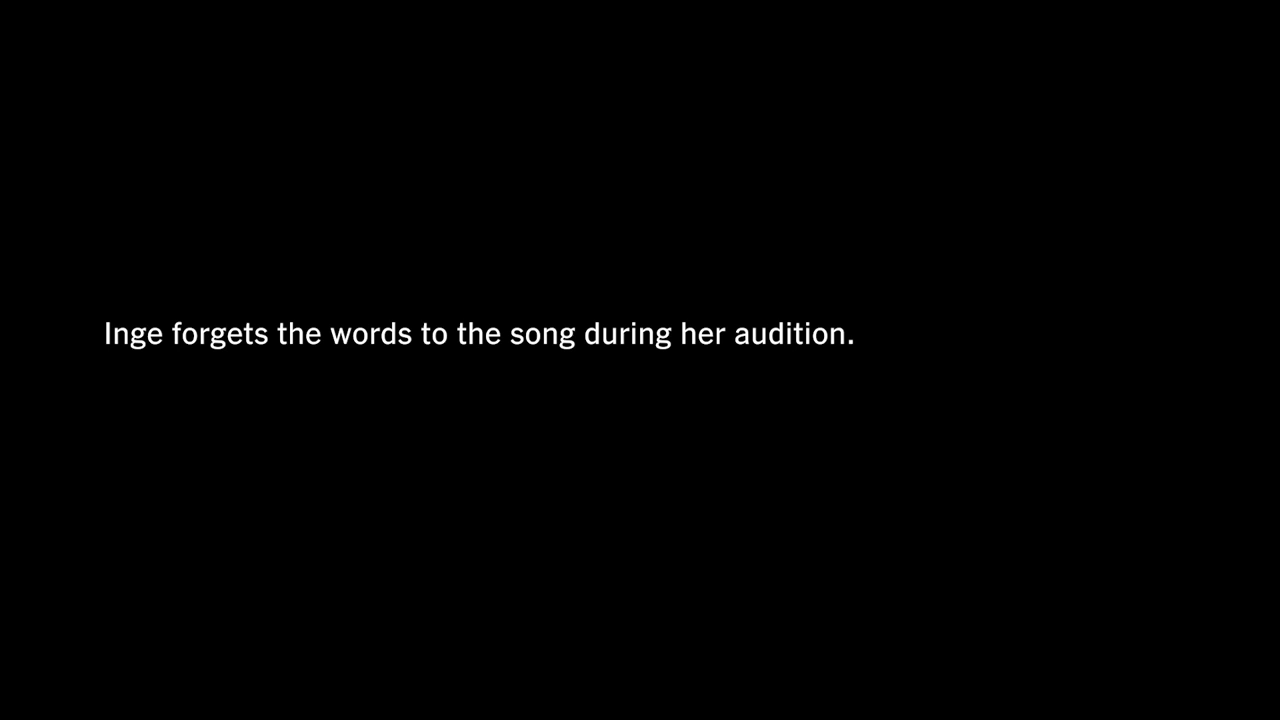 Inge forgets the words to the song during her audition.